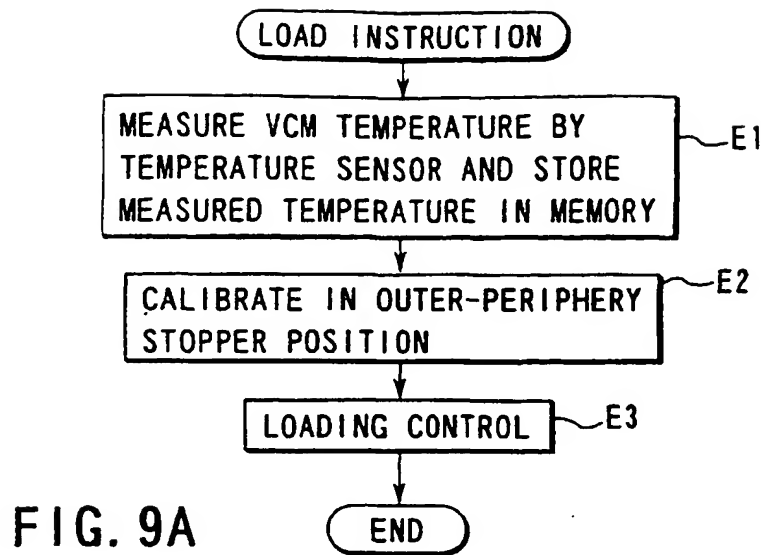 LOAD INSTRUCTION
MEASURE VCM TEMPERATURE BY
TEMPERATURE SENSOR AND STORE
MEASURED TEMPERATURE IN MEMORY
E1
CALIBRATE IN OUTER-PERIPHERY
STOPPER POSITION
E2
LOADING CONTROL
E3
END
FIG. 9A